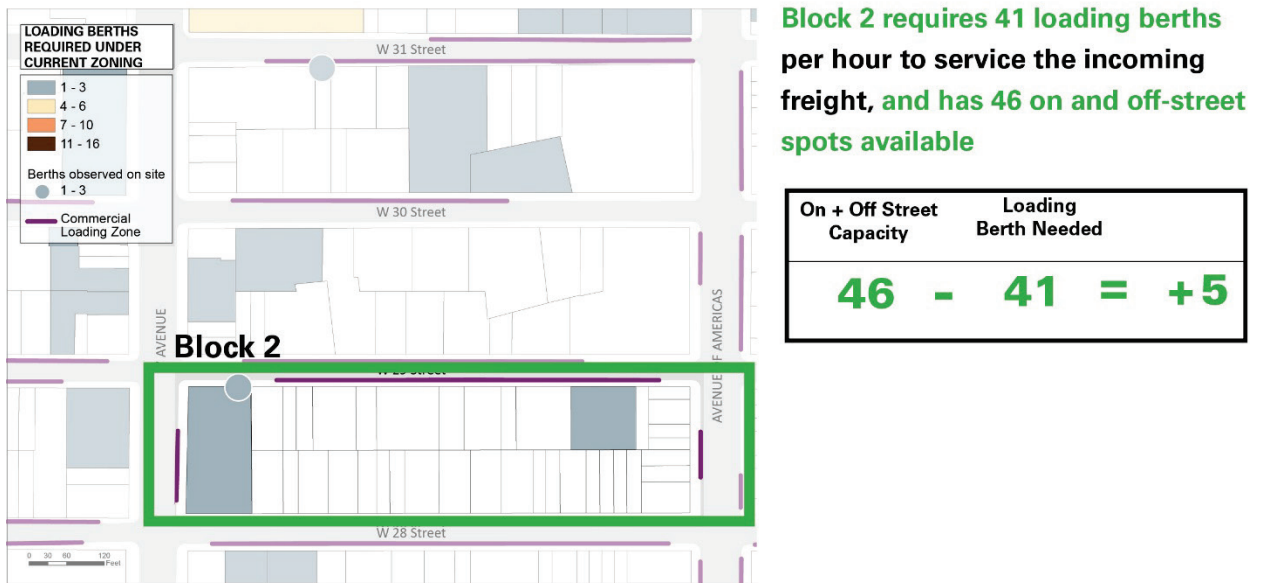 LOADING BERTHS
REQUIRED UNDER
CURRENT ZONING
1 - 3
4 - 6
7 - 10
11 - 16
Berths observed on site
1 - 3
Commercial
Loading Zone
W 31 Street
W 30 Street
AVENUE
AVENUE OF AMERICAS
Block 2
Street
W 28 Street
0 30 60 120
Feet
Block 2 requires 41 loading berths
per hour to service the incoming
freight, and has 46 on and off-street
spots available
On + Off Street
Capacity
Loading
Berth Needed
46 - 41 = +5